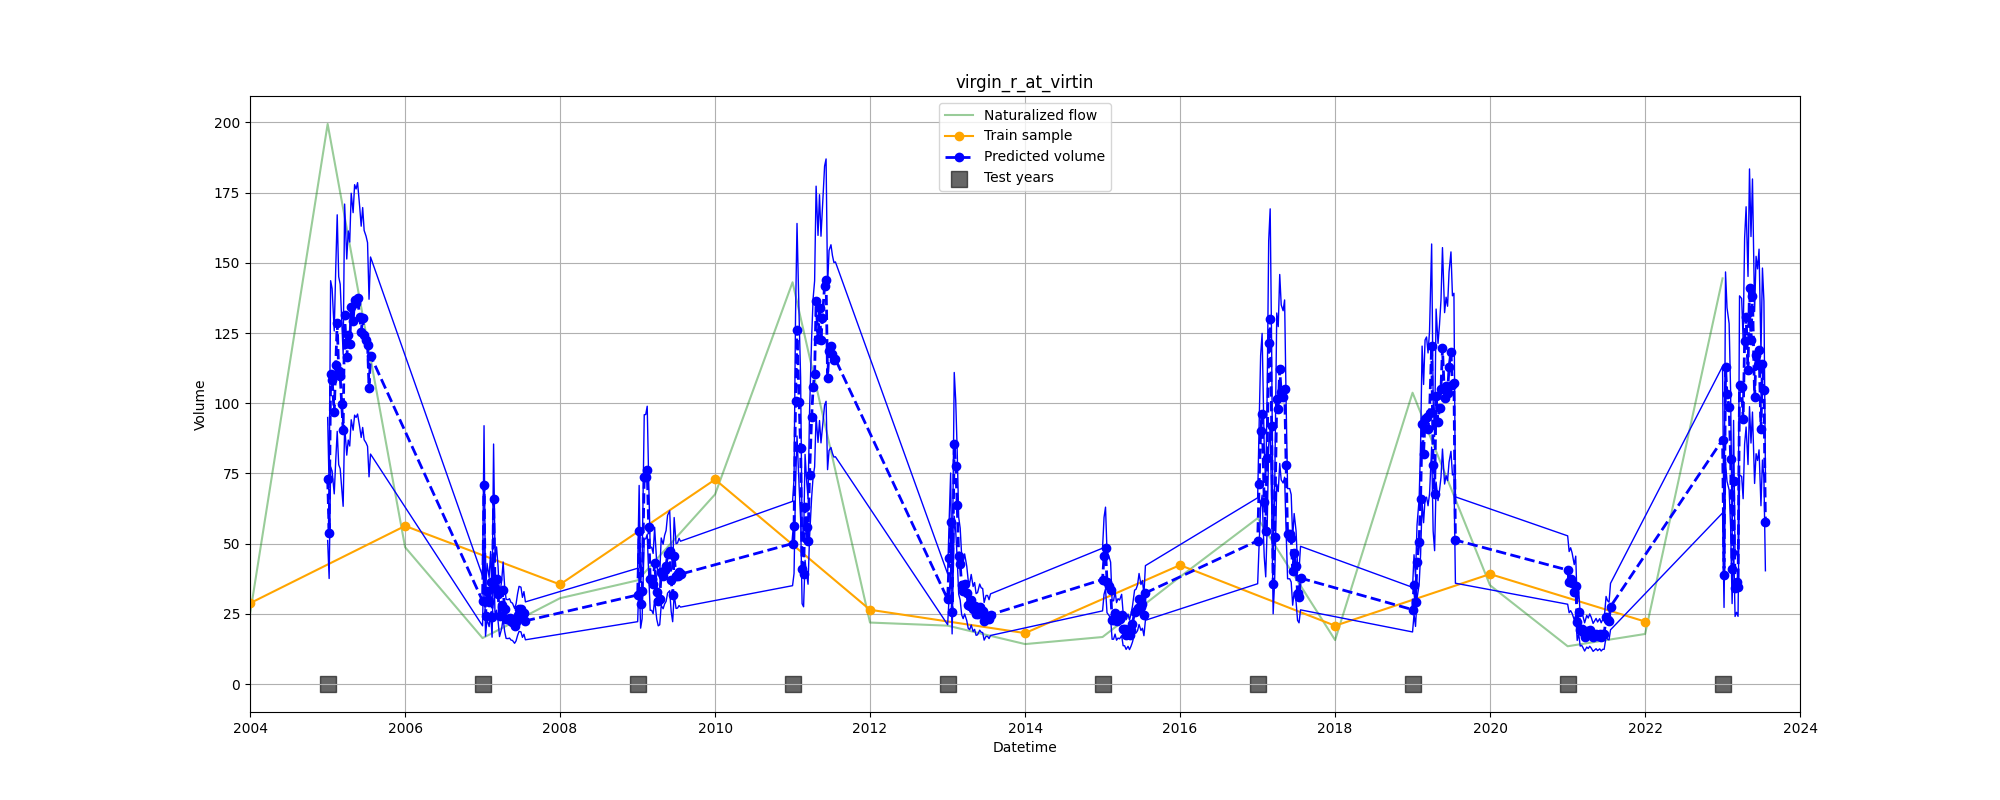 virgin_r_at_virtin
Naturalized flow
Train sample
Predicted volume
Test years
Volume
200
175
150
125
100
75
50
25
0
2004 2006 2008 2010 2012 2014 2016 2018 2020 2022 2024
Datetime